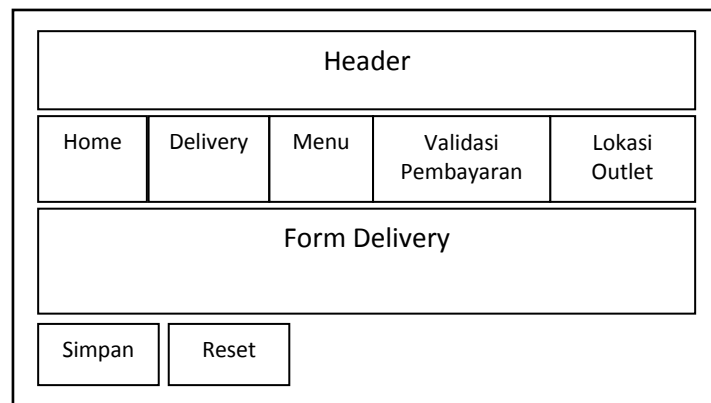 Header
Home
Delivery
Menu
Validasi
Pembayaran
Lokasi
Outlet
Form Delivery
Simpan
Reset